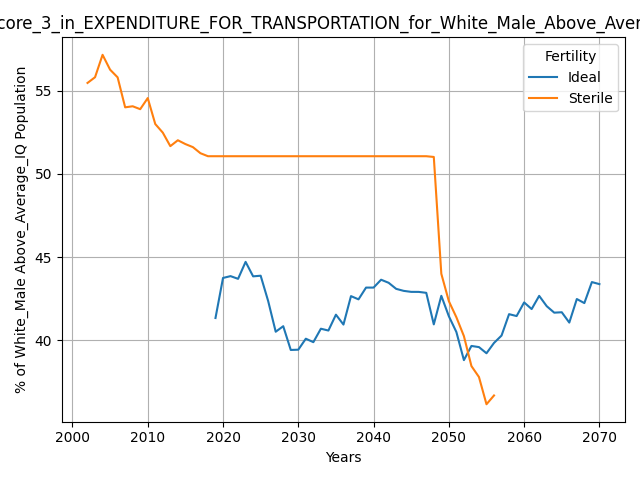 core_3_in_EXPENDITURE_FOR_TRANSPORTATION_for_White_Male_Above_Aver
% of White_Male Above_Average_IQ Population
55
50
45
40
Fertility
Ideal
Sterile
2000 2010 2020 2030 2040 2050 2060 2070
Years